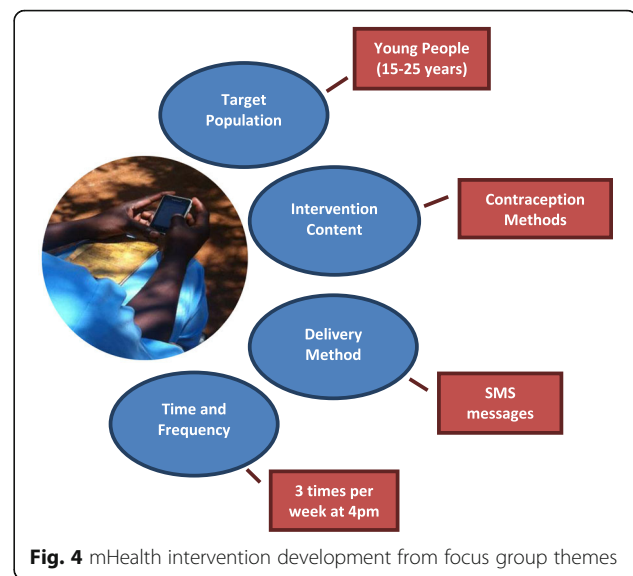 Young People
(15-25 years)
Target
Population
Intervention
Content
Contraception
Methods
Delivery
Method
SMS
messages
Time and
Frequency
3 times per
week at 4pm
Fig. 4 mHealth intervention development from focus group themes